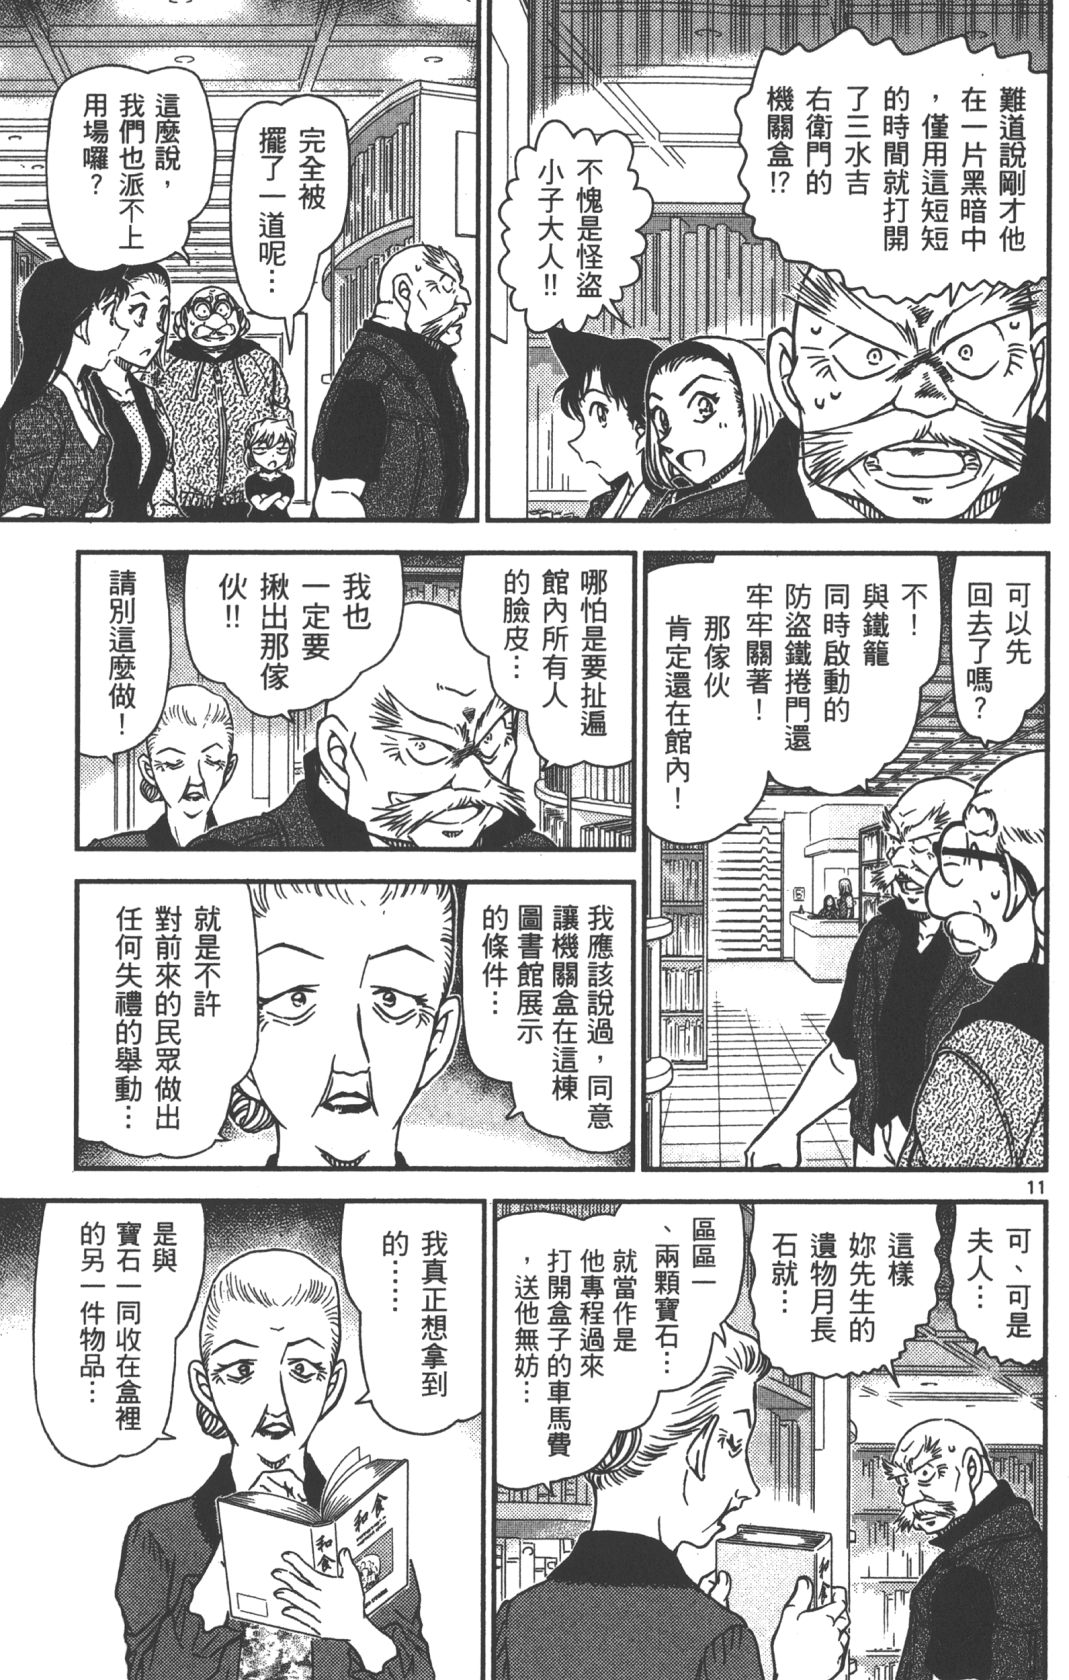 難道說剛才他
在一片黑暗中
，僅用這短短
的時間就打開
了三水吉
右衛門的
機關盒!?
不愧是怪盜
小子大人!!
完全被
擺了一道呢…
這麼說，
我們也派不上
用場囉？
可以先
回去了嗎？
不！
與鐵籠
同時啟動的
防盜鐵捲門還
牢牢關著！
那傢伙
肯定還在館內！
哪怕是要扯遍
館內所有人
的臉皮…
我也
一定要
揪出那傢
伙!!
請別這麼做！
我應該說過，同意
讓機關盒在這棟
圖書館展示
的條件…
就是不許
對前來的民眾做出
任何失禮的舉動…
11
可、可是
夫人…
這樣
妳先生的
遺物月長
石就…
區區一
、兩顆寶石…
就當作是
他專程過來
打開盒子的車馬費
，送他無妨…
和食
我真正想拿到
的……
是與
寶石一同收在盒裡
的另一件物品…
和食
和食